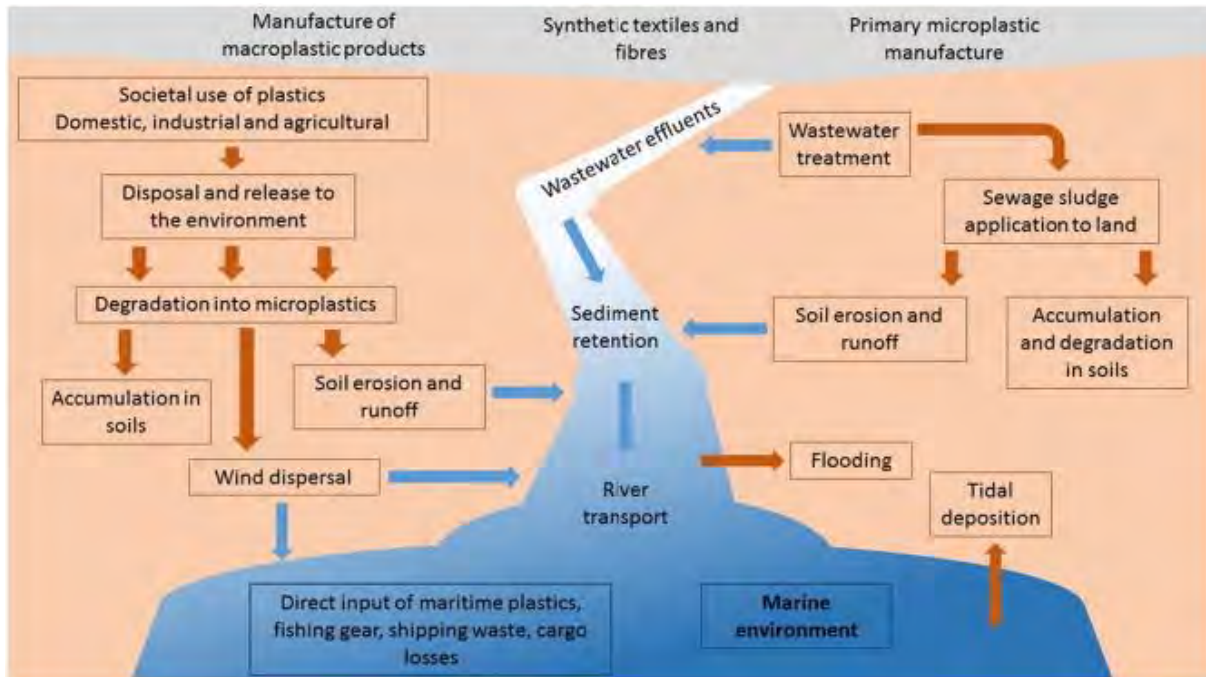 Manufacture of
macroplastic products
Synthetic textiles and
fibres
Primary microplastic
manufacture
Societal use of plastics
Domestic, industrial and agricultural
Wastewater effluents
Wastewater
treatment
Disposal and release to
the environment
Sewage sludge
application to land
Degradation into microplastics
Sediment
retention
Soil erosion and
runoff
Accumulation
and degradation
in soils
Accumulation in
soils
Soil erosion and
runoff
Wind dispersal
River
transport
Flooding
Tidal
deposition
Direct input of maritime plastics,
fishing gear, shipping waste, cargo
losses
Marine
environment